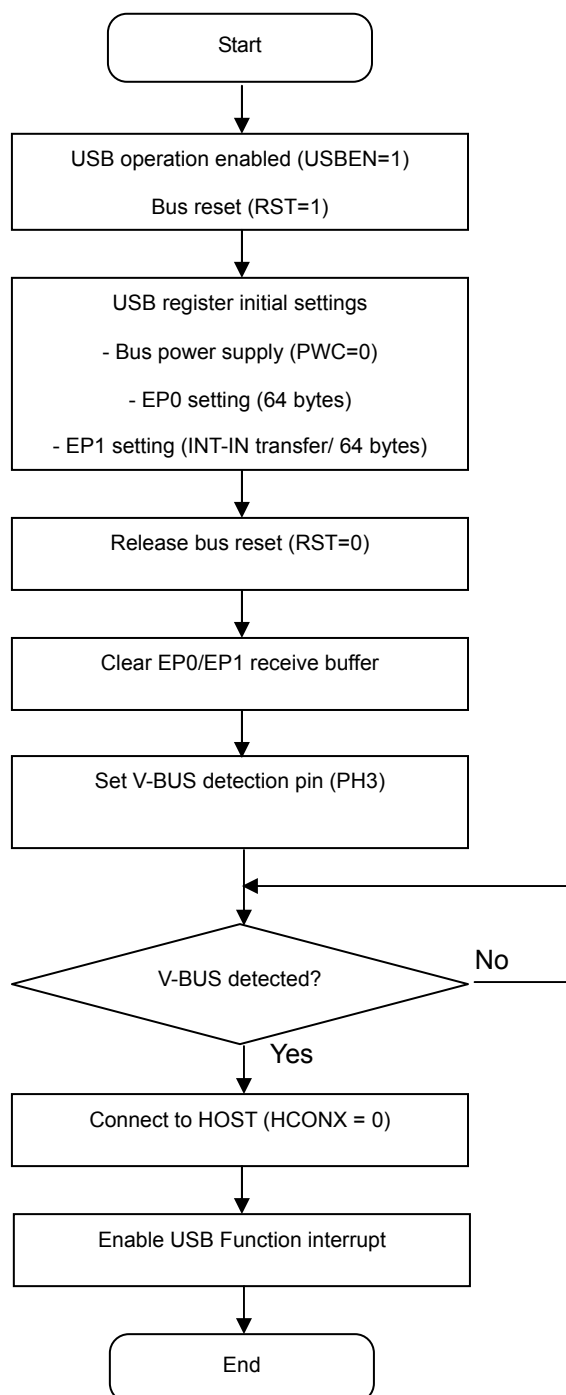 Start
USB operation enabled (USBEN=1)
Bus reset (RST=1)
USB register initial settings
- Bus power supply (PWC=0)
- EP0 setting (64 bytes)
- EP1 setting (INT-IN transfer/ 64 bytes)
Release bus reset (RST=0)
Clear EP0/EP1 receive buffer
Set V-BUS detection pin (PH3)
V-BUS detected?
No
Yes
Connect to HOST (HCONX = 0)
Enable USB Function interrupt
End